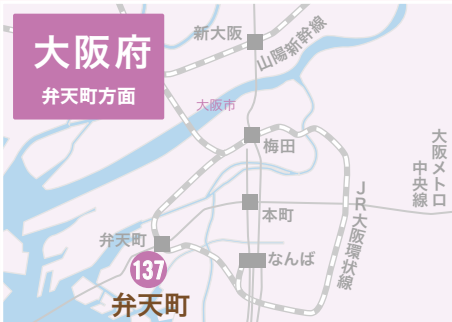 大阪府
弁天町方面
新大阪
山陽新幹線
大阪市
梅田
大阪メトロ
中央線
JR大阪環状線
本町
弁天町
なんば
137
弁天町